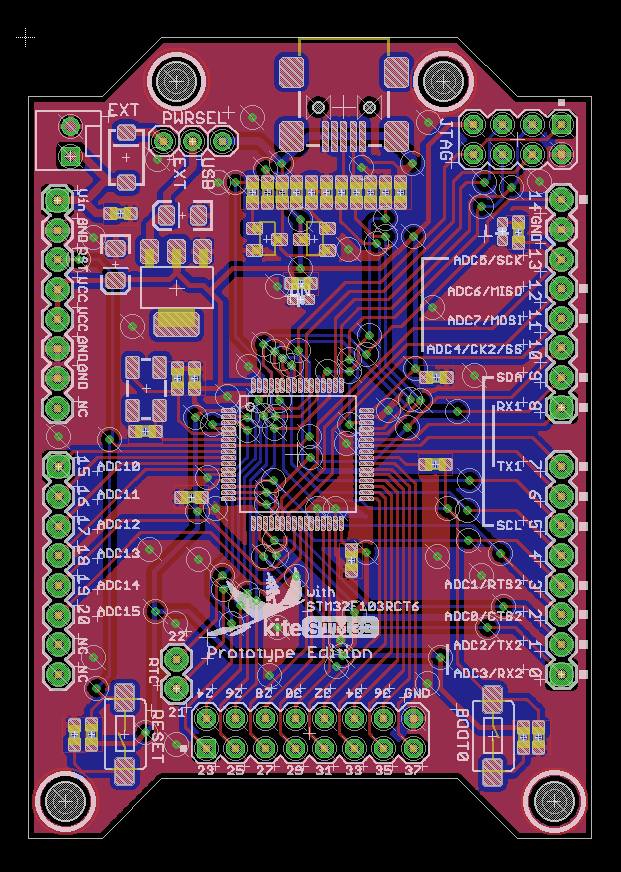 EXT
PWRSEL
EXT
USB
JTAG
Vin
GND
RST
VCC
VCC
GND
GND
NC
14
GND
13
12
11
10
9
8
ADC5/SCK
ADC6/MISO
ADC7/MOSI
ADC4/CK2/SS
SDA
RX1
TX1
SCL
15
16
17
18
19
20
NC
NC
ADC10
ADC11
ADC12
ADC13
ADC14
ADC15
7
6
5
4
3
2
1
0
ADC1/RTS2
ADC0/CTS2
ADC2/TX2
ADC3/RX2
with
STM32F103RCT6
kite STM32
Prototype Edition
22
RTC
21
24 26 28 30 32 34 36 GND
23 25 27 29 31 33 35 37
RESET
BOOT0